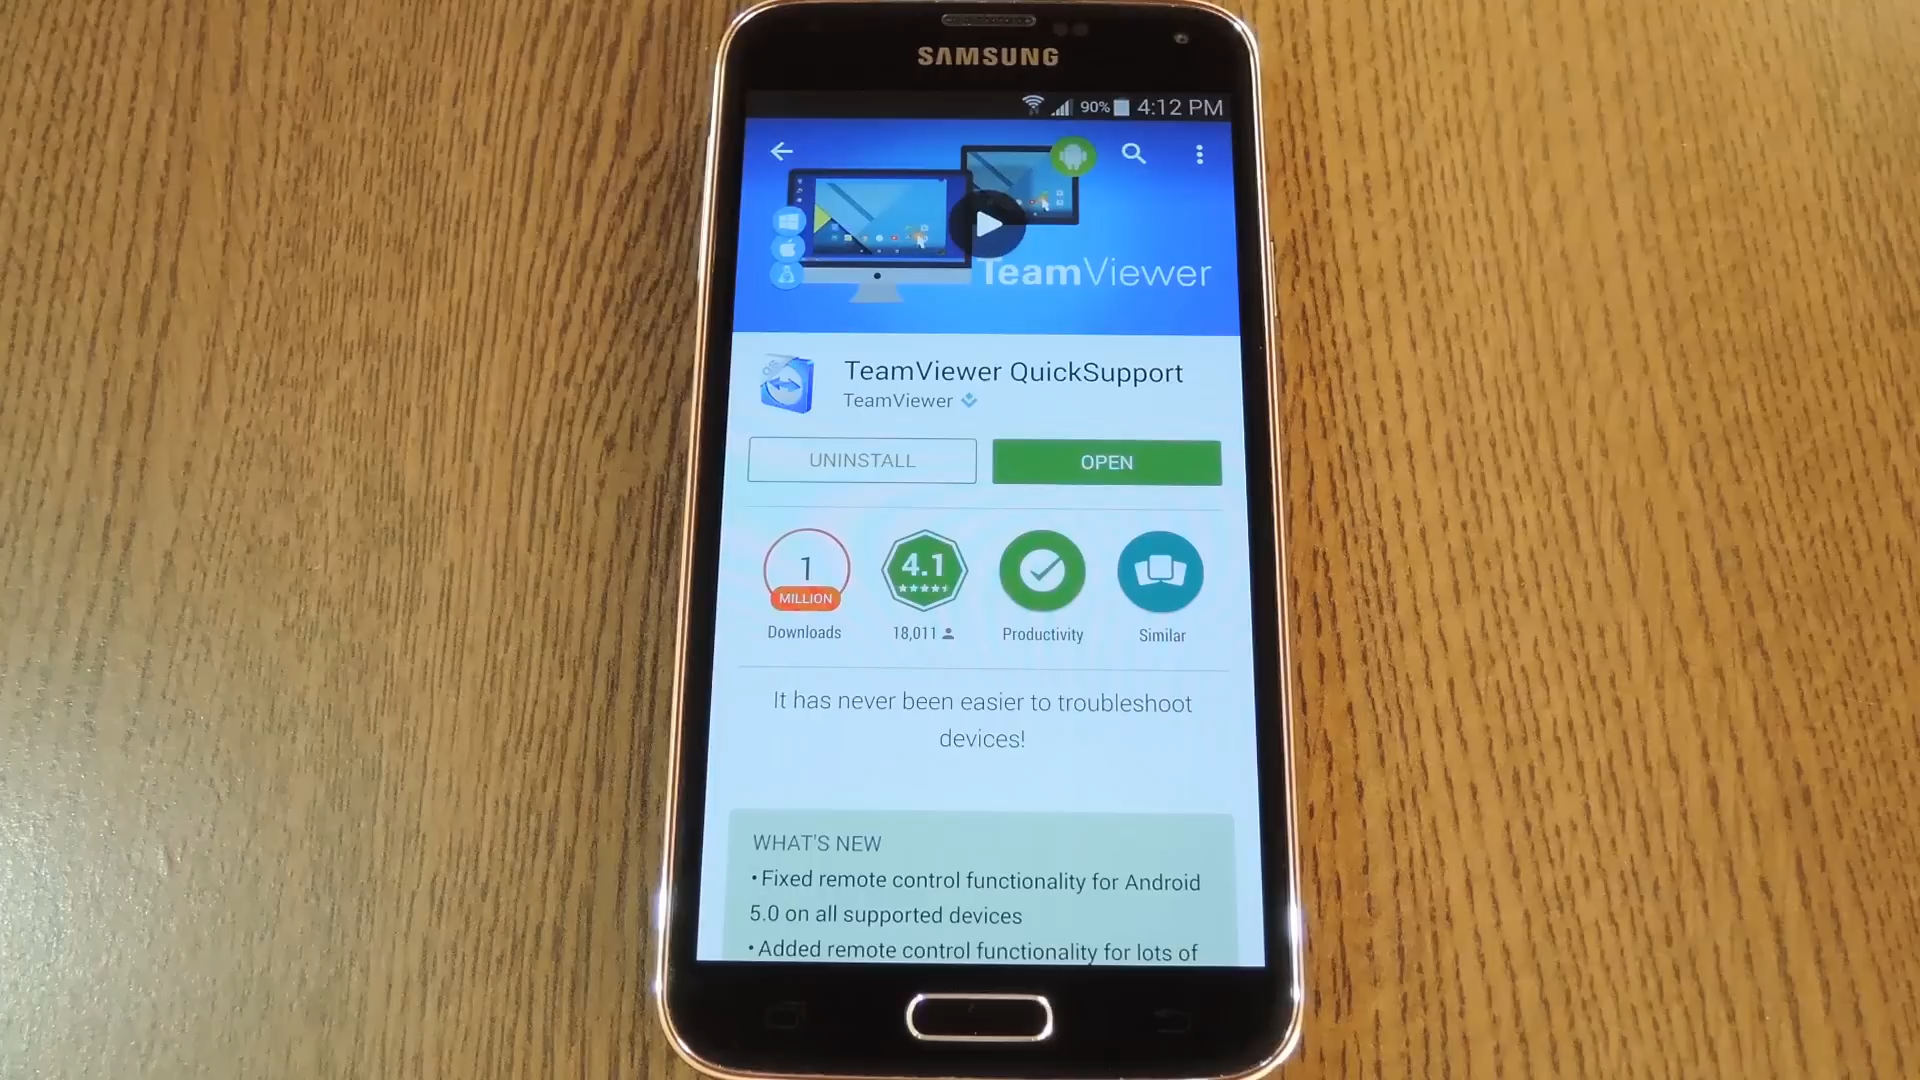 SAMSUNG
90% 4:12 PM
TeamViewer
TeamViewer QuickSupport
TeamViewer
UNINSTALL
OPEN
1
MILLION
Downloads
4.1
18,011
Productivity
Similar
It has never been easier to troubleshoot
devices!
WHAT'S NEW
•Fixed remote control functionality for Android
5.0 on all supported devices
•Added remote control functionality for lots of